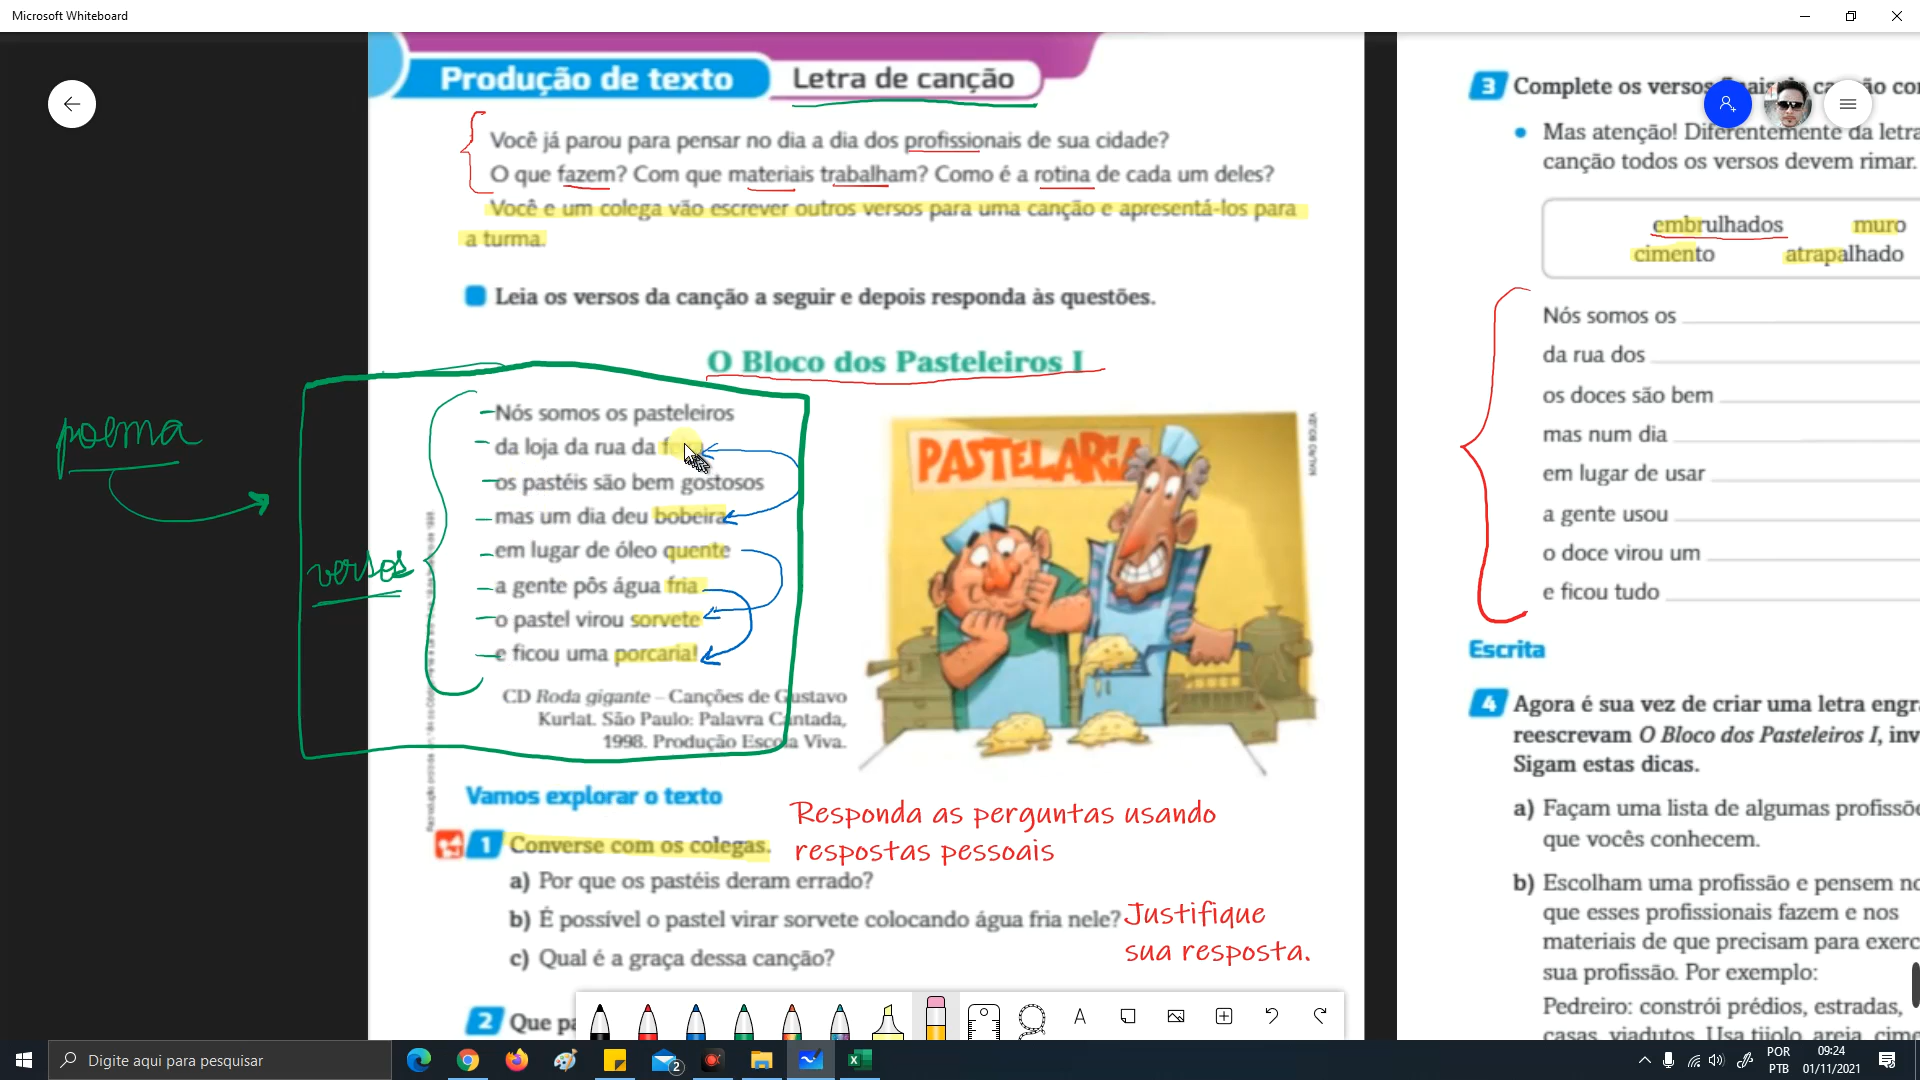 Microsoft Whiteboard
Produção de texto
Letra de canção
Você já parou para pensar no dia a dia dos profissionais de sua cidade?
O que fazem? Com que materiais trabalham? Como é a rotina de cada um deles?
Você e um colega vão escrever outros versos para uma canção e apresentá-los para
a turma.
Leia os versos da canção a seguir e depois responda às questões.
O Bloco dos Pasteleiros I
poema
versos
Nós somos os pasteleiros
da loja da rua da
os pastéis são bem gostosos
mas um dia deu bobeira
em lugar de óleo quente
a gente pôs água fria
o pastel virou sorvete
e ficou uma porcaria!
CD Roda gigante – Canções de Gustavo
Kurlat. São Paulo: Palavra Cantada,
1998. Produção Escola Viva.
PASTELARIA
Vamos explorar o texto
1 Converse com os colegas.
Responda as perguntas usando
respostas pessoais
a) Por que os pastéis deram errado?
b) É possível o pastel virar sorvete colocando água fria nele?
Justifique
sua resposta.
c) Qual é a graça dessa canção?
2 Que
3 Complete os versos
Mas atenção! Diferentemente da letra
canção todos os versos devem rimar.
embrulhados muro
cimento atrapalhado
Nós somos os
da rua dos
os doces são bem
mas num dia
em lugar de usar
a gente usou
o doce virou um
e ficou tudo
Escrita
4 Agora é sua vez de criar uma letra
reescrevam O Bloco dos Pasteleiros I,
Sigam estas dicas.
a) Façam uma lista de algumas
que vocês conhecem.
b) Escolham uma profissão e pensem
que esses profissionais fazem e nos
materiais de que precisam para
sua profissão. Por exemplo:
Pedreiro: constrói prédios, estradas,
casas, viadutos. Usa tijolo, areia,
A
Digite aqui para pesquisar
2
POR
PTB
09:24
01/11/2021